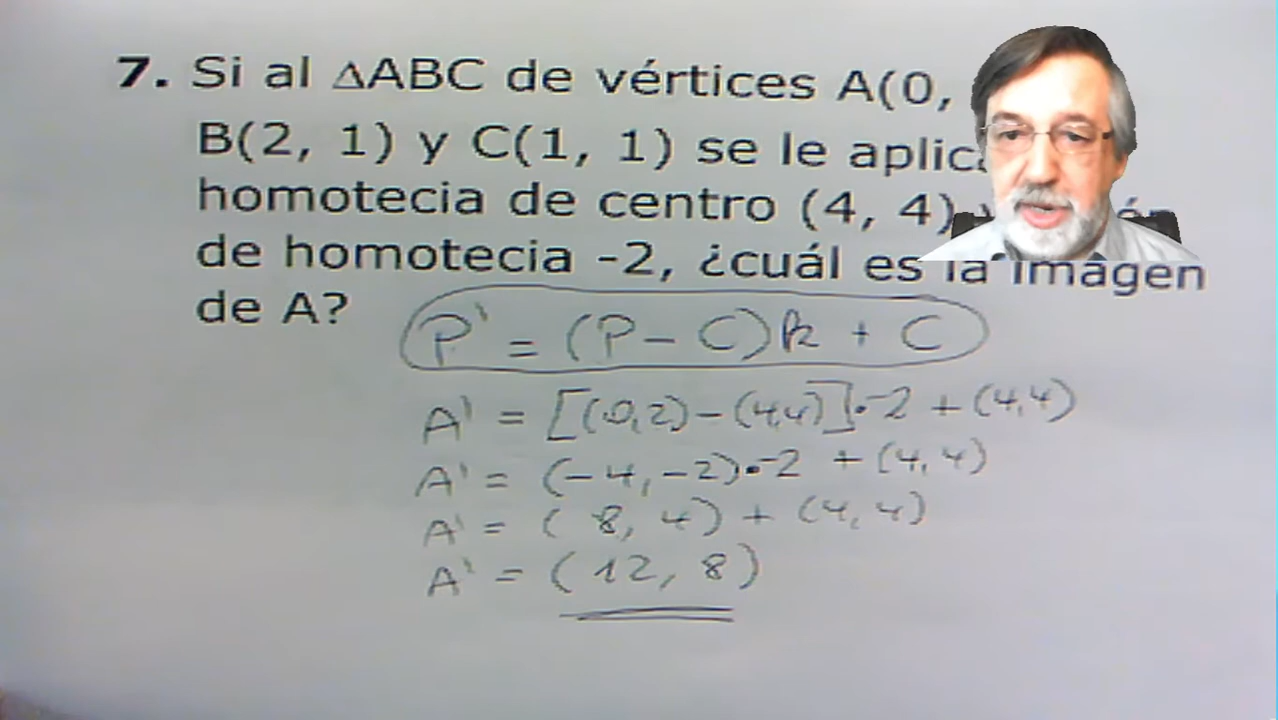 7. Si al △ABC de vértices A(0,
B(2, 1) y C(1, 1) se le aplic
homotecia de centro (4, 4)
de homotecia -2, ¿cuál es la imagen
de A?
P' = (P - C)k + C
A' = [(0,2) - (4,4)]·-2 + (4,4)
A' = (-4,-2)·-2 + (4,4)
A' = (8, 4) + (4,4)
A' = (12, 8)